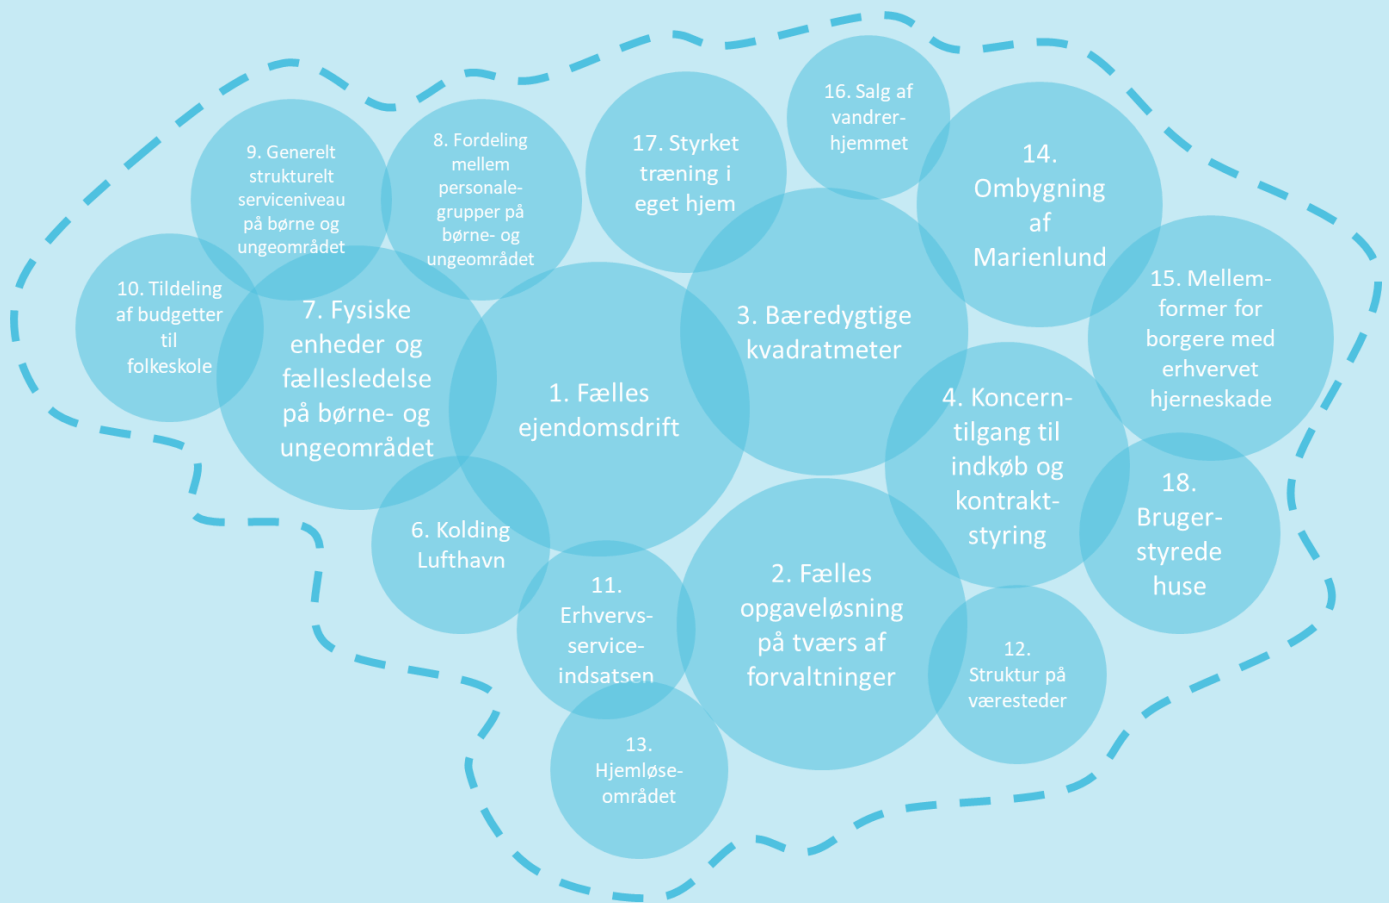 16. Salg af
vandrer-
hjemmet
9. Generelt
strukturelt
serviceniveau
på børne og
ungeområdet
8. Fordeling
mellem
personale-
grupper på
børne- og
ungeområdet
17. Styrket
træning i
eget hjem
14.
Ombygning
af
Marienlund
10. Tildeling
af budgetter
til
folkeskole
7. Fysiske
enheder og
fællesledelse
på børne- og
ungeområdet
1. Fælles
ejendomsdrift
3. Bæredygtige
kvadratmeter
15. Mellem-
former for
borgere med
erhvervet
hjerneskade
4. Koncern-
tilgang til
indkøb og
kontrakt-
styring
18.
Bruger-
styrede
huse
6. Kolding
Lufthavn
11.
Erhvervs-
service-
indsatsen
2. Fælles
opgaveløsning
på tværs af
forvaltninger
12.
Struktur på
væresteder
13.
Hjemløse-
området